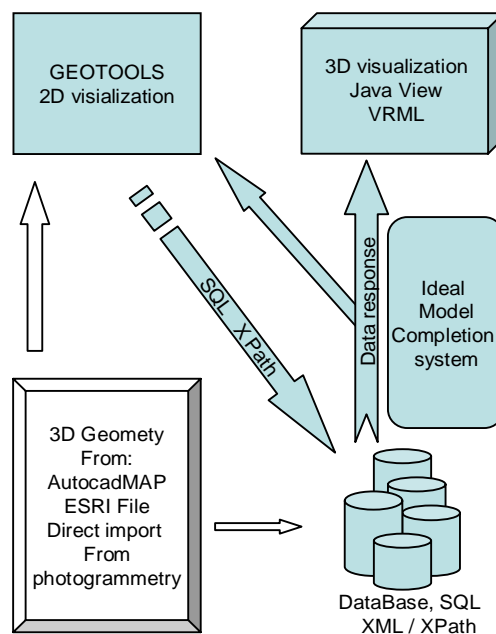 GEOTOOLS
2D visialization
3D visualization
Java View
VRML
SQL XPath
Data response
Ideal
Model
Completion
system
3D Geomety
From:
AutocadMAP
ESRI File
Direct import
From
photogrammetry
DataBase, SQL
XML / XPath